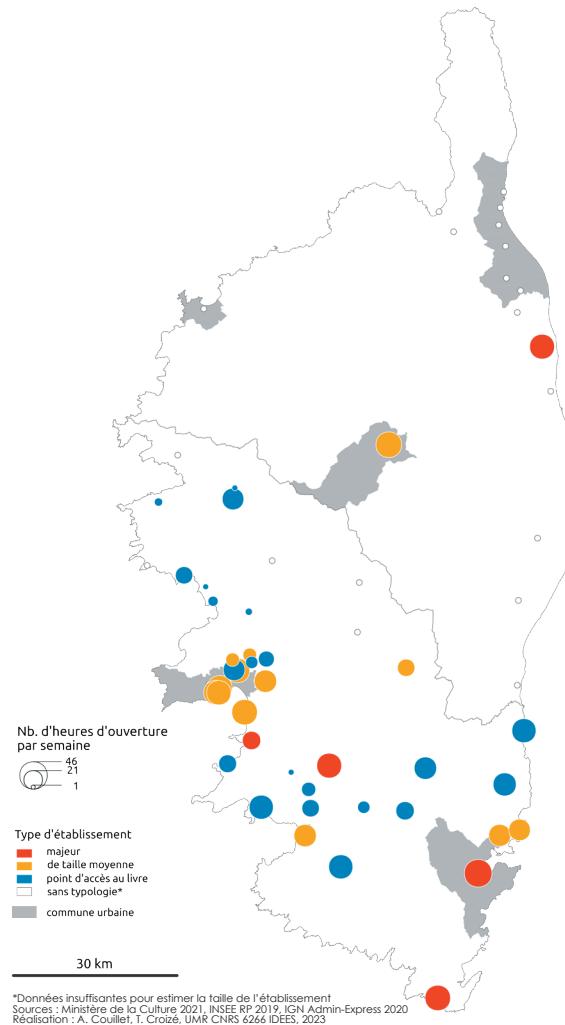 Nb. d'heures d'ouverture
par semaine
46
21
1
Type d'établissement
majeur
de taille moyenne
point d'accès au livre
sans typologie*
commune urbaine
30 km
*Données insuffisantes pour estimer la taille de l'établissement
Sources : Ministère de la Culture 2021, INSEE RP 2019, IGN Admin-Express 2020
Réalisation : A. Couillet, T. Croizé, UMR CNRS 6266 IDEES, 2023